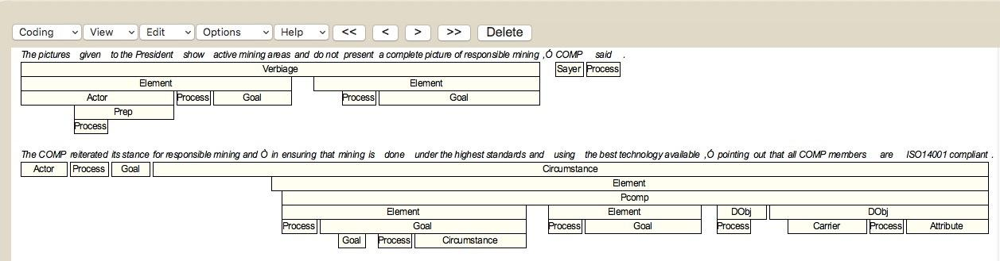 Coding View Edit Options Help << < > >> Delete
The pictures given to the President show active mining areas and do not present a complete picture of responsible mining ,Ó COMP said .
Verbiage Sayer Process
Element Element
Actor Process Goal Process Goal
Prep
Process
The COMP reiterated its stance for responsible mining and Ò in ensuring that mining is done under the highest standards and using the best technology available ,Ó pointing out that all COMP members are ISO14001 compliant .
Actor Process Goal Circumstance
Element
Pcomp
Element Element DObj DObj
Process Goal Process Goal Process Carrier Process Attribute
Goal Process Circumstance